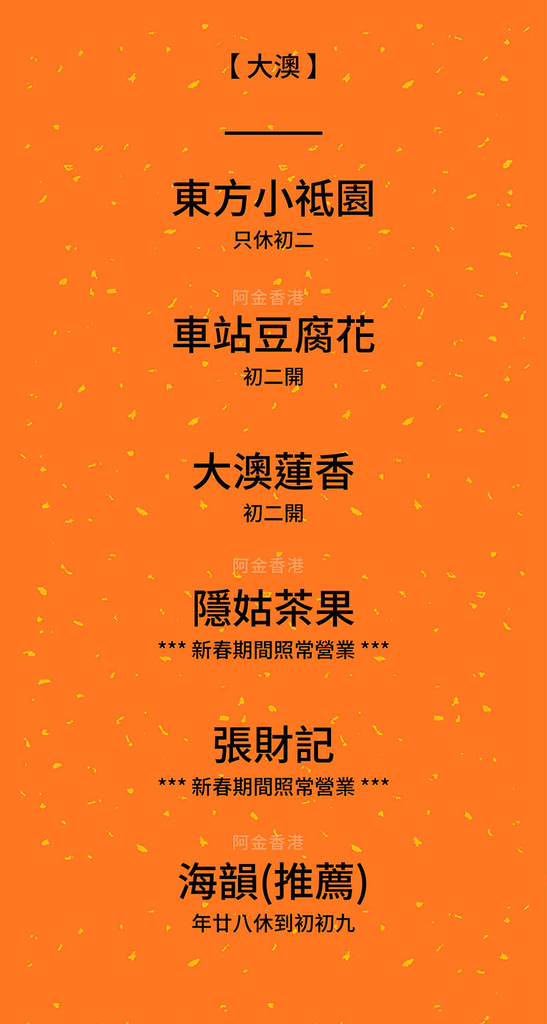 【大澳】
東方小祇園
只休初二
阿金香港
車站豆腐花
初二開
大澳蓮香
初二開
阿金香港
隱姑茶果
*** 新春期間照常營業 ***
張財記
*** 新春期間照常營業 ***
阿金香港
海韻(推薦)
年廿八休到初初九